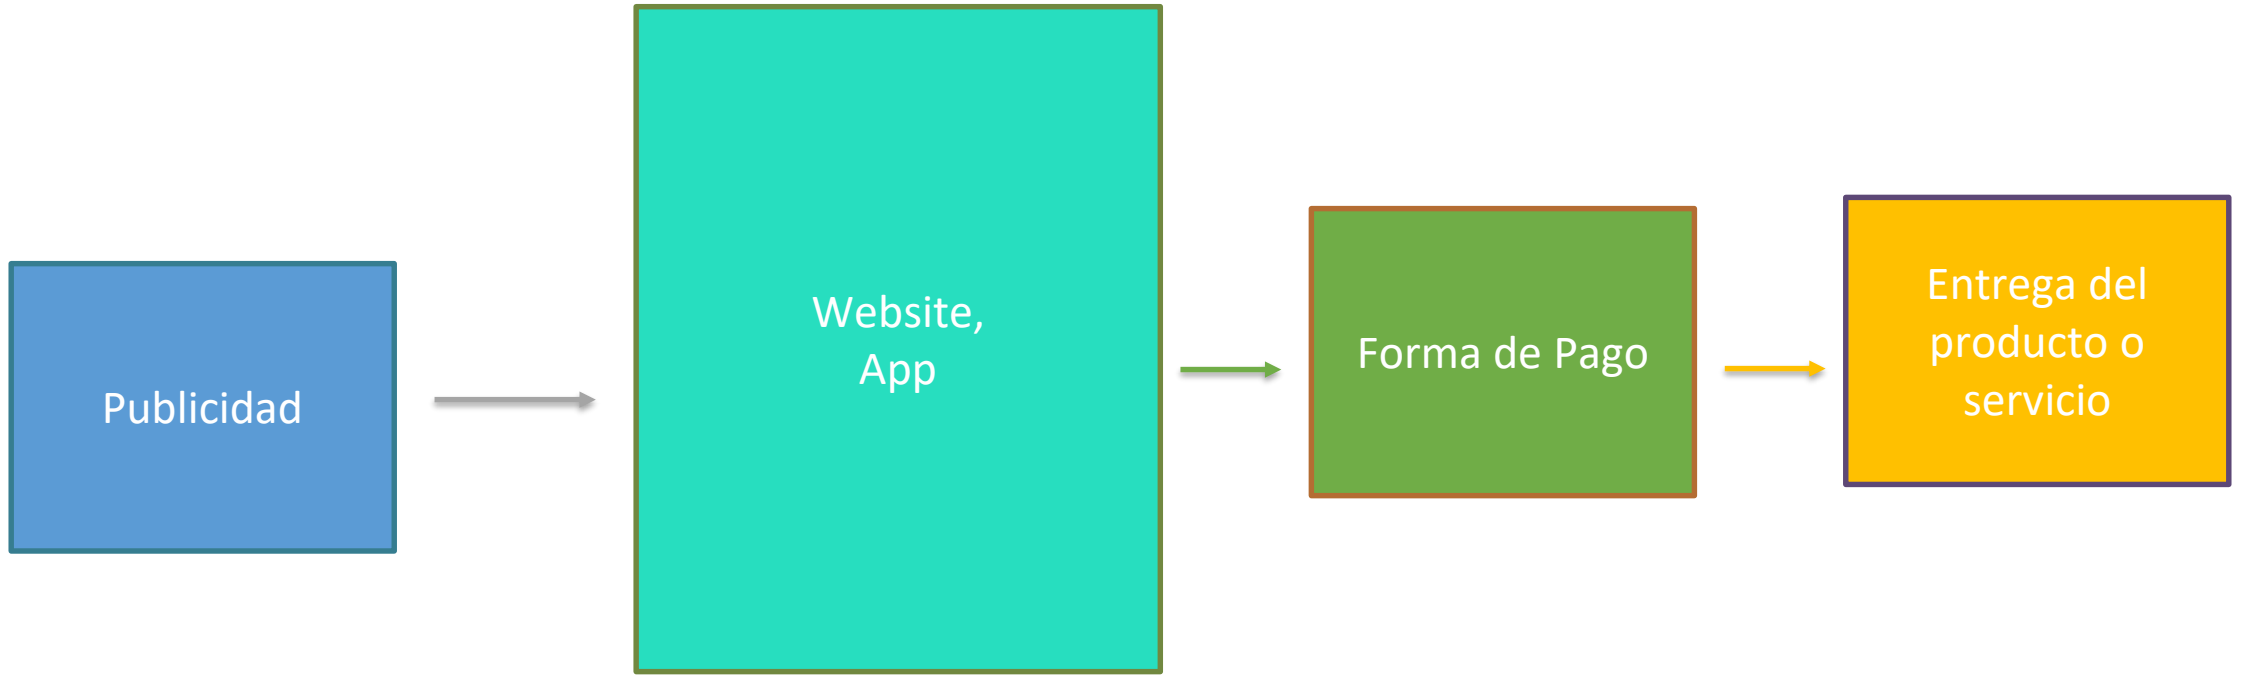 Publicidad
Website,
App
Forma de Pago
Entrega del
producto o
servicio